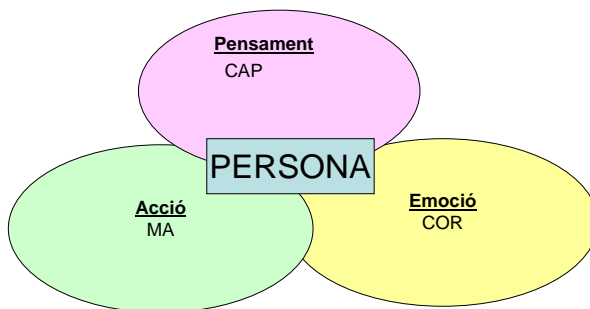 Pensament
CAP
PERSONA
Acció
MA
Emoció
COR